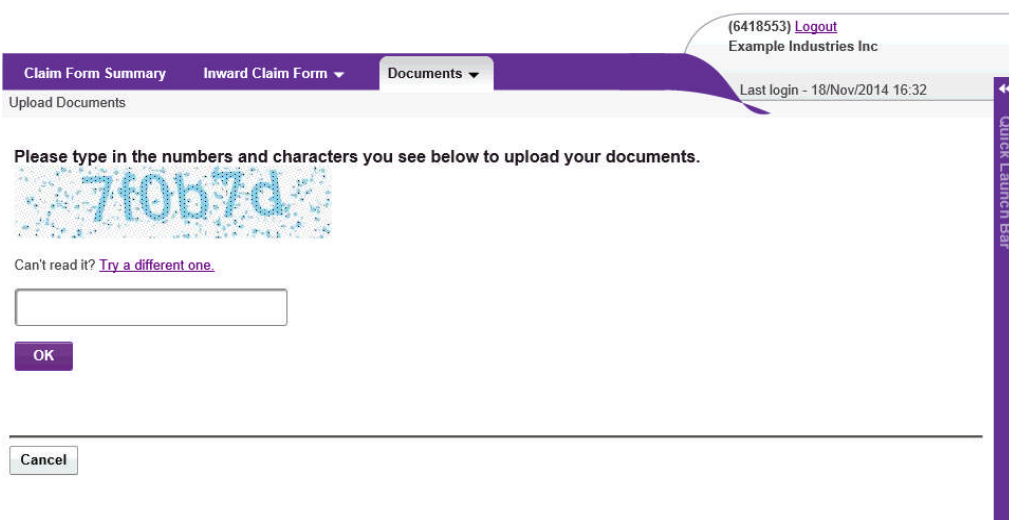 (6418553) Logout
Example Industries Inc
Last login - 18/Nov/2014 16:32
Claim Form Summary Inward Claim Form Documents
Upload Documents
Quick Launch Bar
Please type in the numbers and characters you see below to upload your documents.
7f0b7d
Can't read it? Try a different one.
OK
Cancel